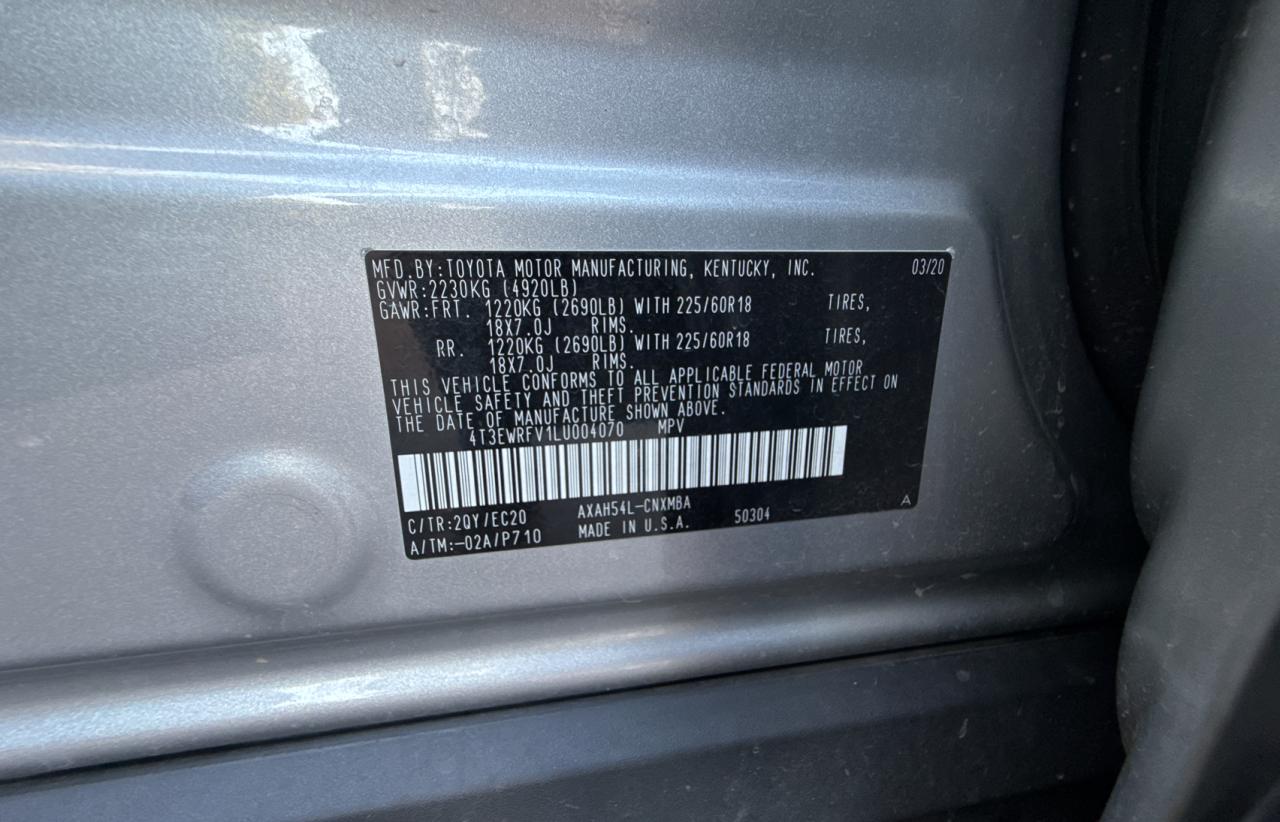 MFD.BY:TOYOTA MOTOR MANUFACTURING, KENTUCKY, INC. 03/20
GVWR:2230KG (4920LB)
GAWR:FRT. 1220KG (2690LB) WITH 225/60R18 TIRES,
18X7.0J RIMS.
RR. 1220KG (2690LB) WITH 225/60R18 TIRES,
18X7.0J RIMS.
THIS VEHICLE CONFORMS TO ALL APPLICABLE FEDERAL MOTOR
VEHICLE SAFETY AND THEFT PREVENTION STANDARDS IN EFFECT ON
THE DATE OF MANUFACTURE SHOWN ABOVE.
4T3EWRFV1LU004070 MPV
C/TR:20Y/EC20 AXAH54L-CNXMBA A
A/TM:-02A/P710 MADE IN U.S.A. 50304